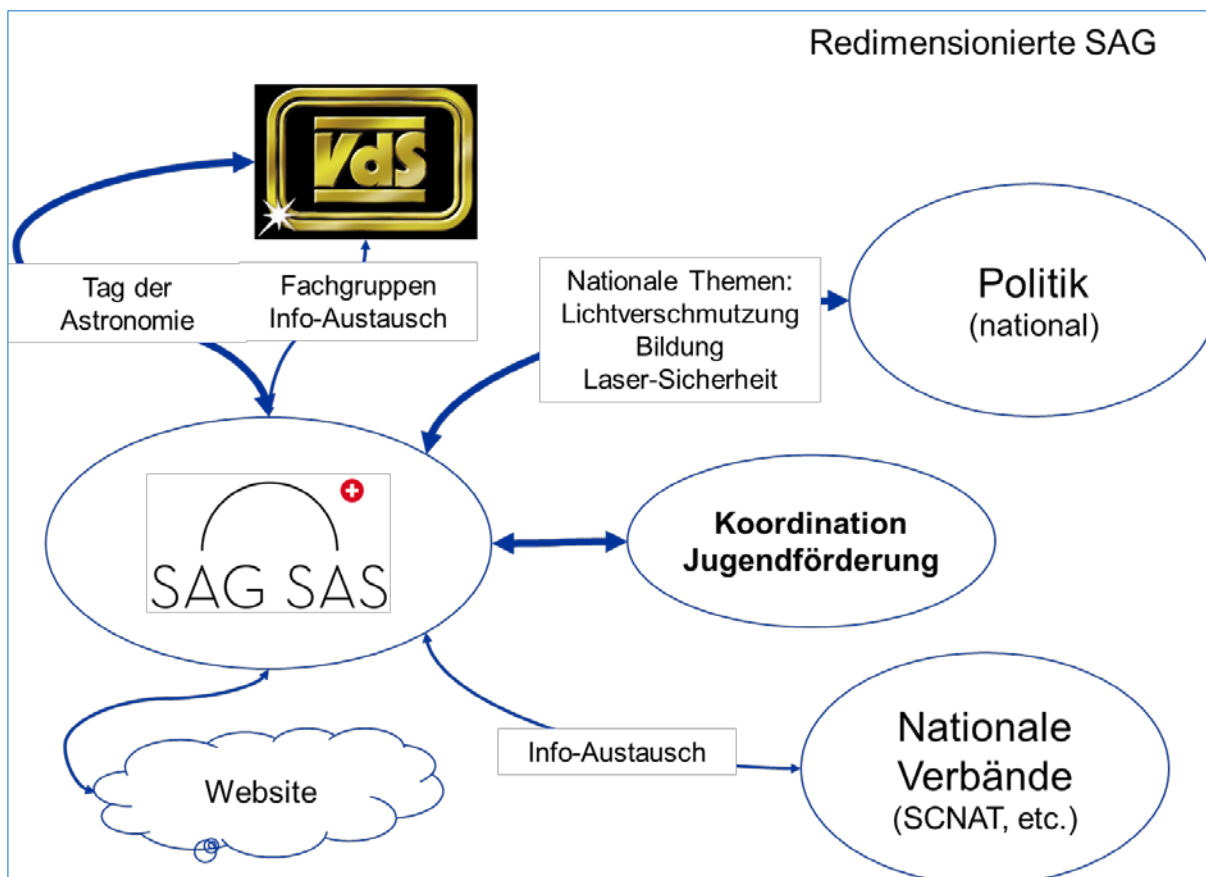 Redimensionierte SAG
VdS
Tag der
Astronomie
Fachgruppen
Info-Austausch
Nationale Themen:
Lichtverschmutzung
Bildung
Laser-Sicherheit
Politik
(national)
SAG SAS
Koordination
Jugendförderung
Info-Austausch
Nationale
Verbände
(SCNAT, etc.)
Website